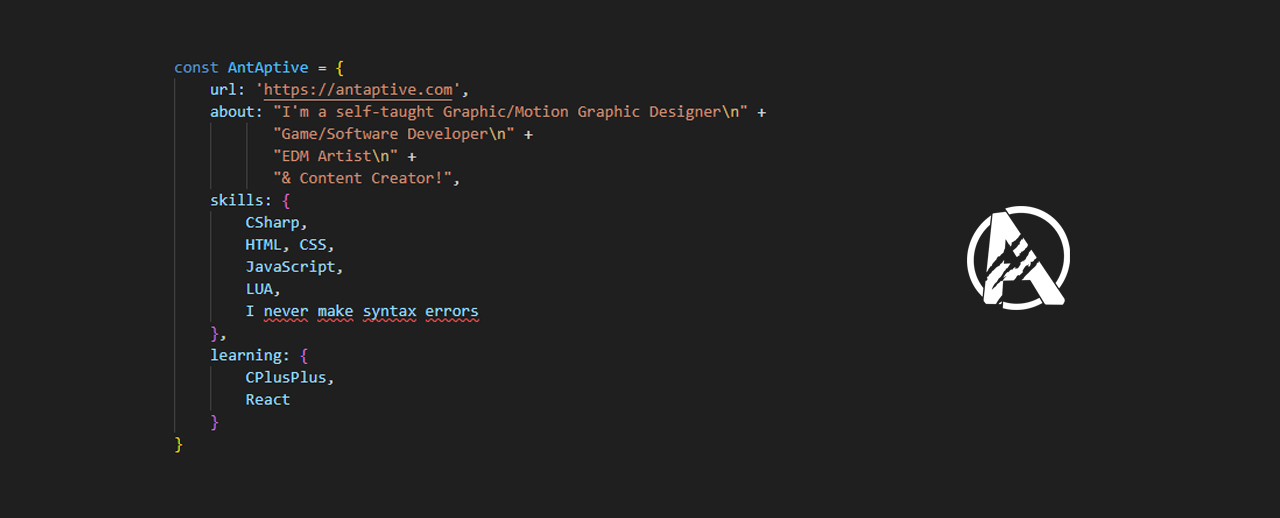 const AntAptive = {
url: 'https://antaptive.com',
about: "I'm a self-taught Graphic/Motion Graphic Designer\n" +
"Game/Software Developer\n" +
"EDM Artist\n" +
"& Content Creator!",
skills: {
CSharp,
HTML, CSS,
JavaScript,
LUA,
I never make syntax errors
},
learning: {
CPlusPlus,
React
}
}
A